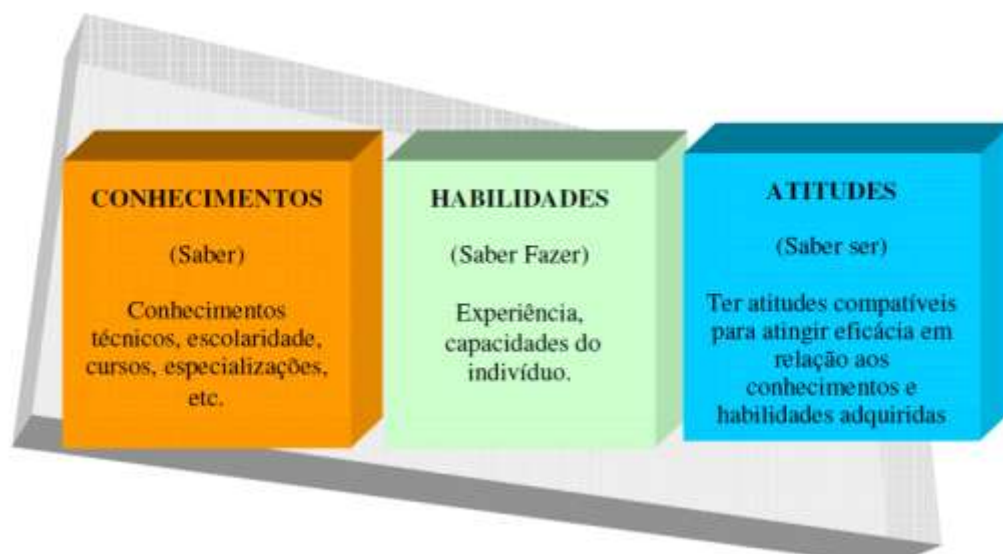 CONHECIMENTOS
(Saber)
Conhecimentos
técnicos, escolaridade,
cursos, especializações,
etc.
HABILIDADES
(Saber Fazer)
Experiência,
capacidades do
indivíduo.
ATITUDES
(Saber ser)
Ter atitudes compatíveis
para atingir eficácia em
relação aos
conhecimentos e
habilidades adquiridas